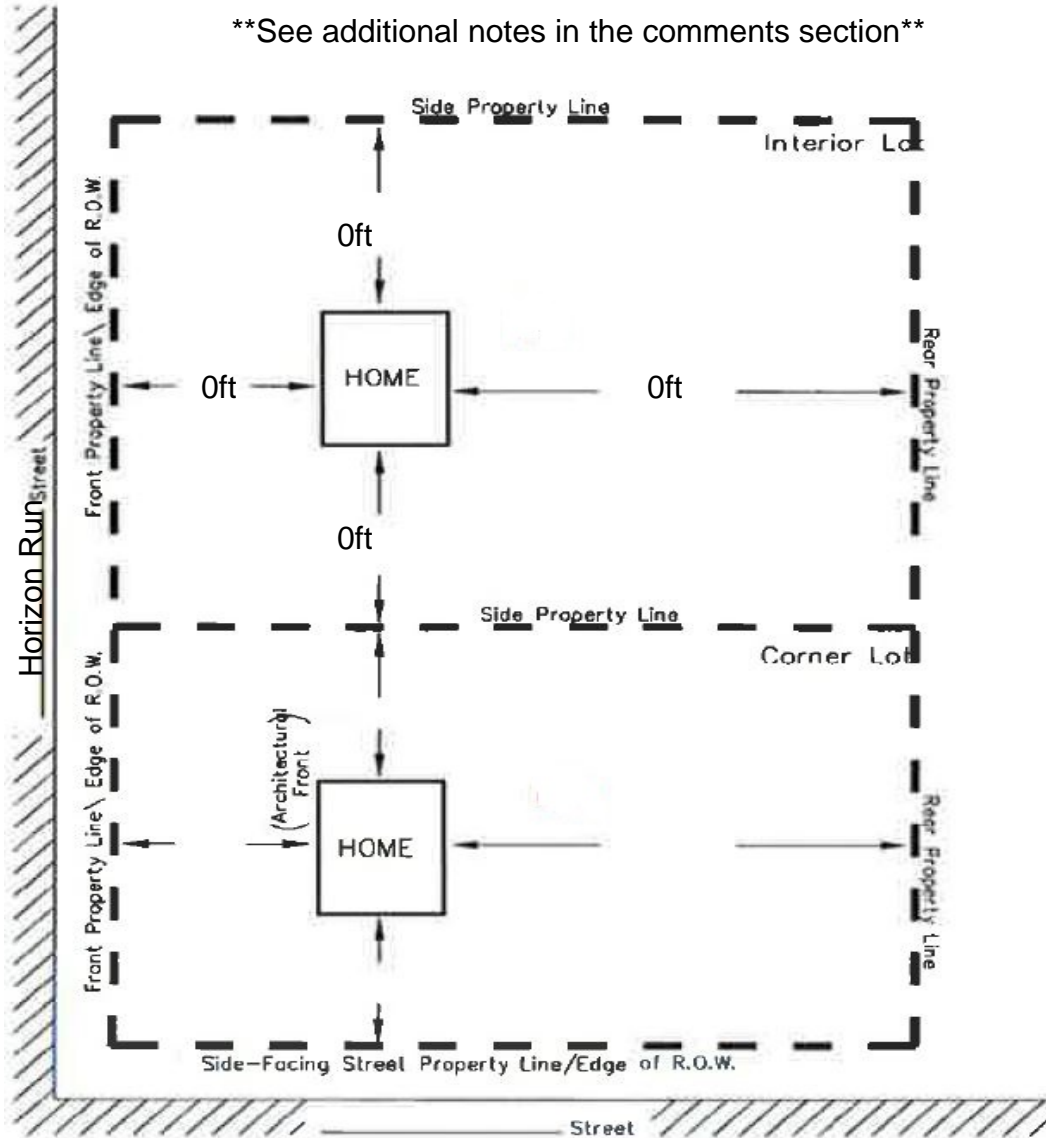 **See additional notes in the comments section**
Side Property Line
Interior Lot
Front Property Line\ Edge of R.O.W.
0ft
HOME
0ft
0ft
Rear Property Line
0ft
Horizon Run Street
Side Property Line
Corner Lot
Front Property Line\ Edge of R.O.W.
(Architectural
Front)
HOME
Rear Property Line
Side-Facing Street Property Line/Edge of R.O.W.
Street